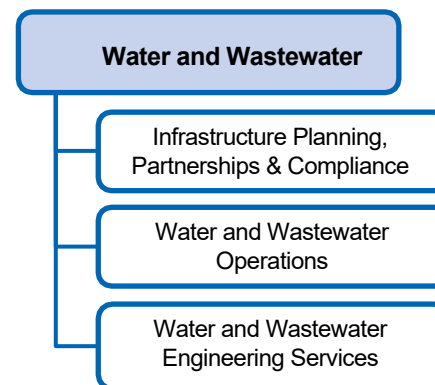 Water and Wastewater
Infrastructure Planning,
Partnerships & Compliance
Water and Wastewater
Operations
Water and Wastewater
Engineering Services